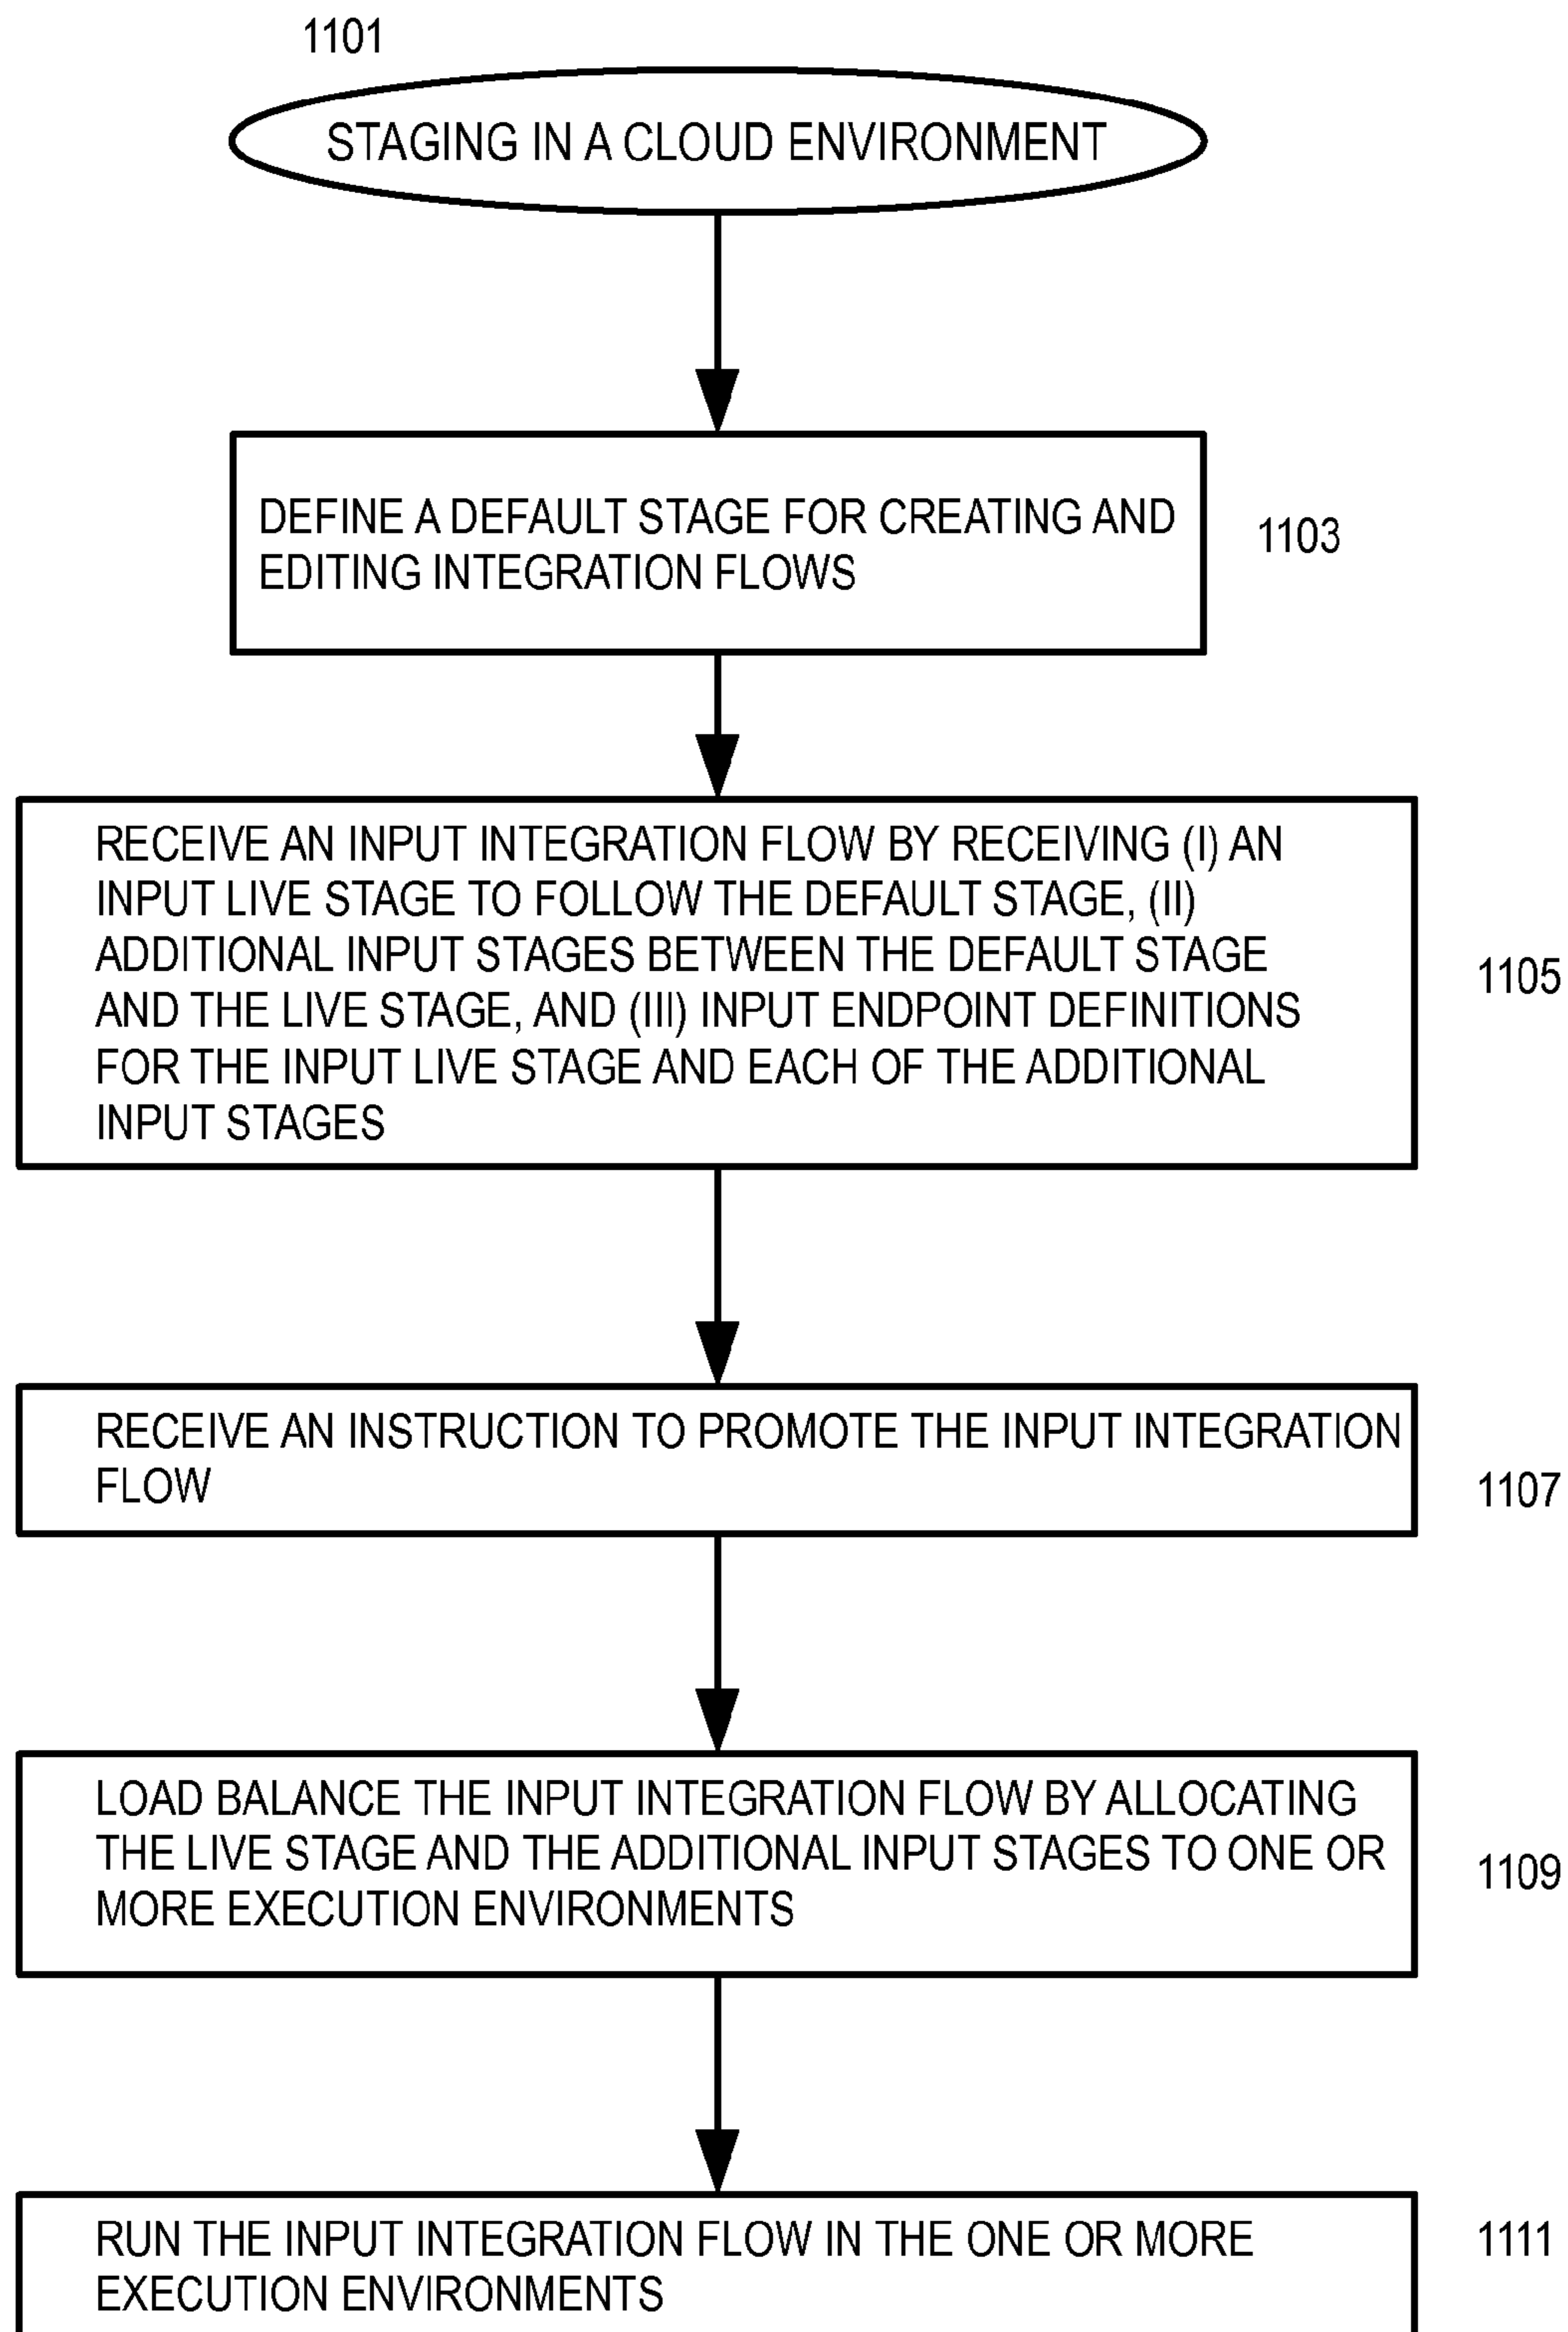 1101
STAGING IN A CLOUD ENVIRONMENT
DEFINE A DEFAULT STAGE FOR CREATING AND
EDITING INTEGRATION FLOWS
1103
RECEIVE AN INPUT INTEGRATION FLOW BY RECEIVING (I) AN
INPUT LIVE STAGE TO FOLLOW THE DEFAULT STAGE, (II)
ADDITIONAL INPUT STAGES BETWEEN THE DEFAULT STAGE
AND THE LIVE STAGE, AND (III) INPUT ENDPOINT DEFINITIONS
FOR THE INPUT LIVE STAGE AND EACH OF THE ADDITIONAL
INPUT STAGES
1105
RECEIVE AN INSTRUCTION TO PROMOTE THE INPUT INTEGRATION
FLOW
1107
LOAD BALANCE THE INPUT INTEGRATION FLOW BY ALLOCATING
THE LIVE STAGE AND THE ADDITIONAL INPUT STAGES TO ONE OR
MORE EXECUTION ENVIRONMENTS
1109
RUN THE INPUT INTEGRATION FLOW IN THE ONE OR MORE
EXECUTION ENVIRONMENTS
1111